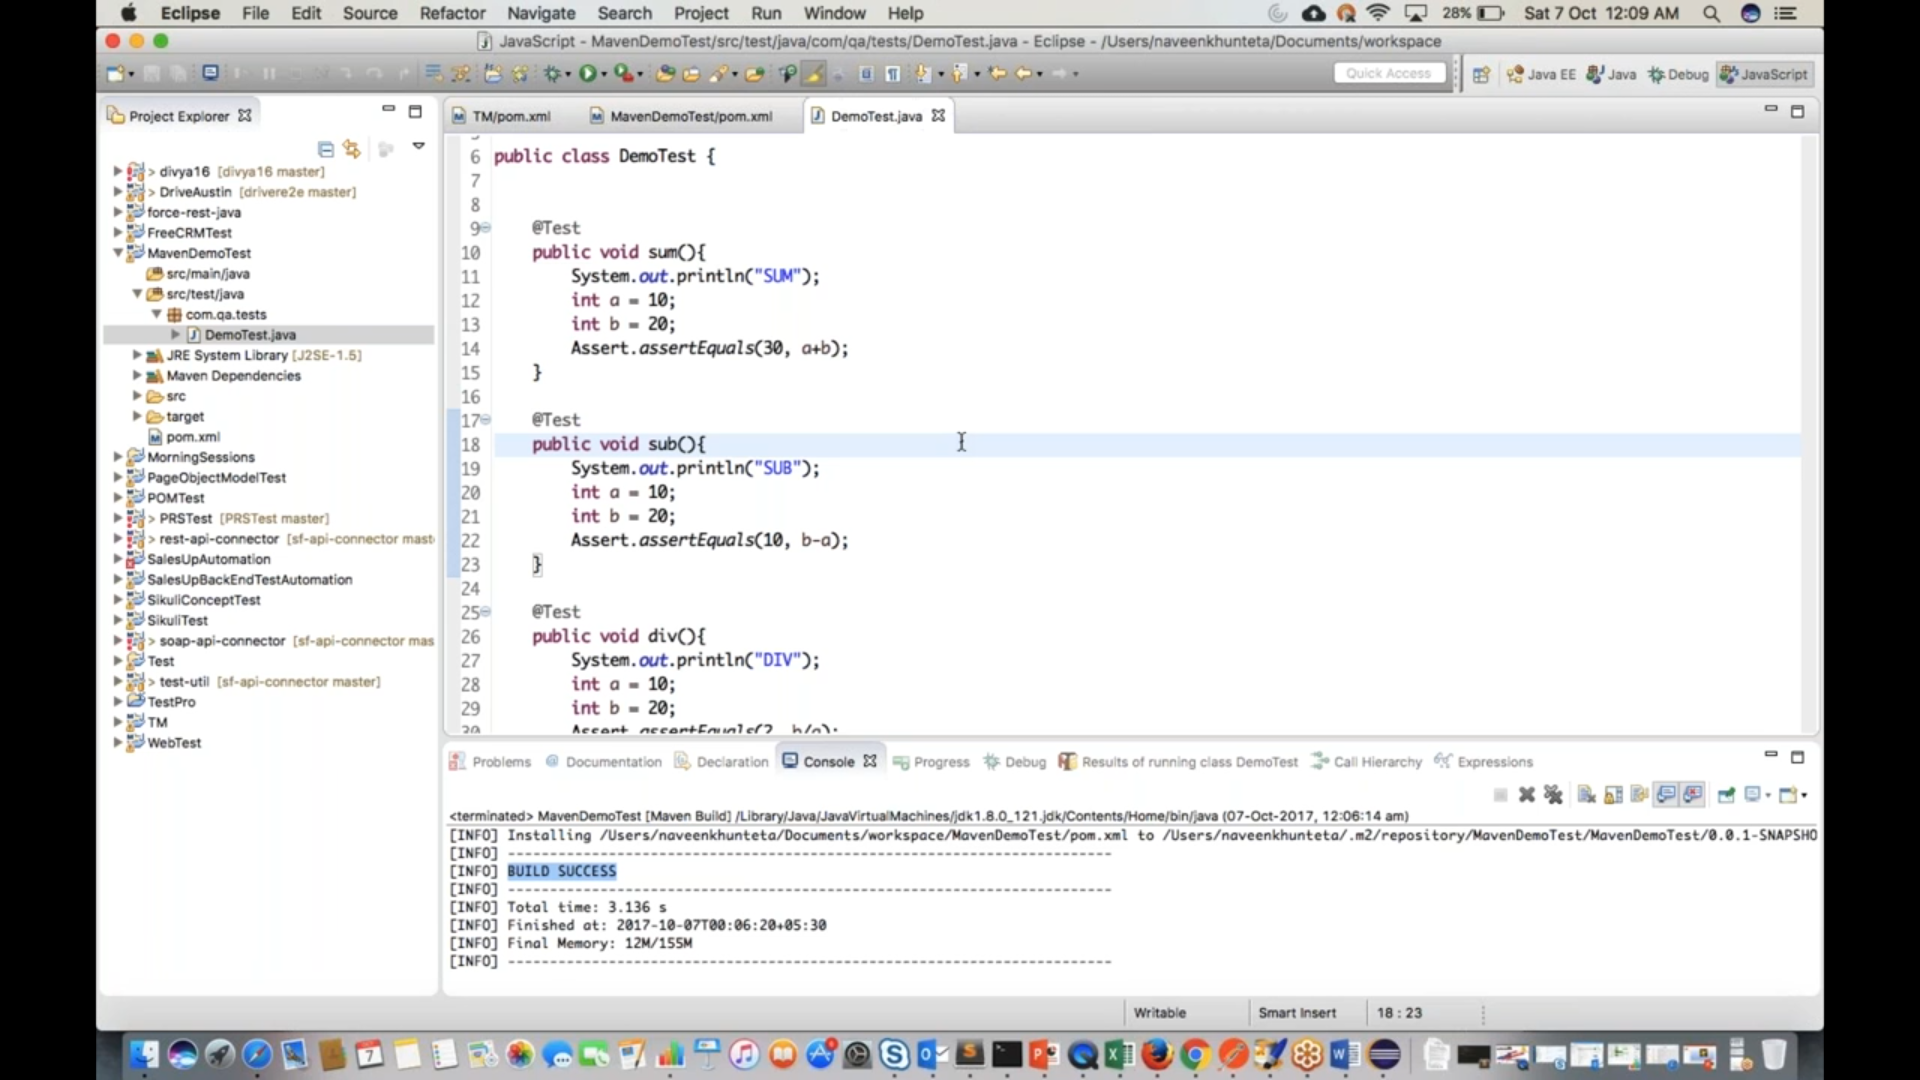 Eclipse File Edit Source Refactor Navigate Search Project Run Window Help 28% Sat 7 Oct 12:09 AM
JavaScript - MavenDemoTest/src/test/java/com/qa/tests/DemoTest.java - Eclipse - /Users/naveenkhunteta/Documents/workspace
Quick Access Java EE Java Debug JavaScript
Project Explorer
divya16 [divya16 master]
> DriveAustin [drivere2e master]
force-rest-java
FreeCRMTest
MavenDemoTest
src/main/java
src/test/java
com.qa.tests
DemoTest.java
JRE System Library [J2SE-1.5]
Maven Dependencies
src
target
pom.xml
MorningSessions
PageObjectModelTest
POMTest
> PRSTest [PRSTest master]
> rest-api-connector [sf-api-connector mast
SalesUpAutomation
SalesUpBackEndTestAutomation
SikuliConceptTest
SikuliTest
> soap-api-connector [sf-api-connector mas
Test
> test-util [sf-api-connector master]
TestPro
TM
WebTest
TM/pom.xml MavenDemoTest/pom.xml DemoTest.java
6 public class DemoTest {
7
8
9 @Test
10 public void sum(){
11 System.out.println("SUM");
12 int a = 10;
13 int b = 20;
14 Assert.assertEquals(30, a+b);
15 }
16
17 @Test
18 public void sub(){
19 System.out.println("SUB");
20 int a = 10;
21 int b = 20;
22 Assert.assertEquals(10, b-a);
23 }
24
25 @Test
26 public void div(){
27 System.out.println("DIV");
28 int a = 10;
29 int b = 20;
30 Assert.assertEquals(2, b/a);
Problems Documentation Declaration Console Progress Debug Results of running class DemoTest Call Hierarchy Expressions
<terminated> MavenDemoTest [Maven Build] /Library/Java/JavaVirtualMachines/jdk1.8.0_121.jdk/Contents/Home/bin/java (07-Oct-2017, 12:06:14 am)
[INFO] Installing /Users/naveenkhunteta/Documents/workspace/MavenDemoTest/pom.xml to /Users/naveenkhunteta/.m2/repository/MavenDemoTest/MavenDemoTest/0.0.1-SNAPSHO
[INFO] ------------------------------------------------------------------------
[INFO] BUILD SUCCESS
[INFO] ------------------------------------------------------------------------
[INFO] Total time: 3.136 s
[INFO] Finished at: 2017-10-07T00:06:20+05:30
[INFO] Final Memory: 12M/155M
[INFO] ------------------------------------------------------------------------
Writable Smart Insert 18 : 23
7